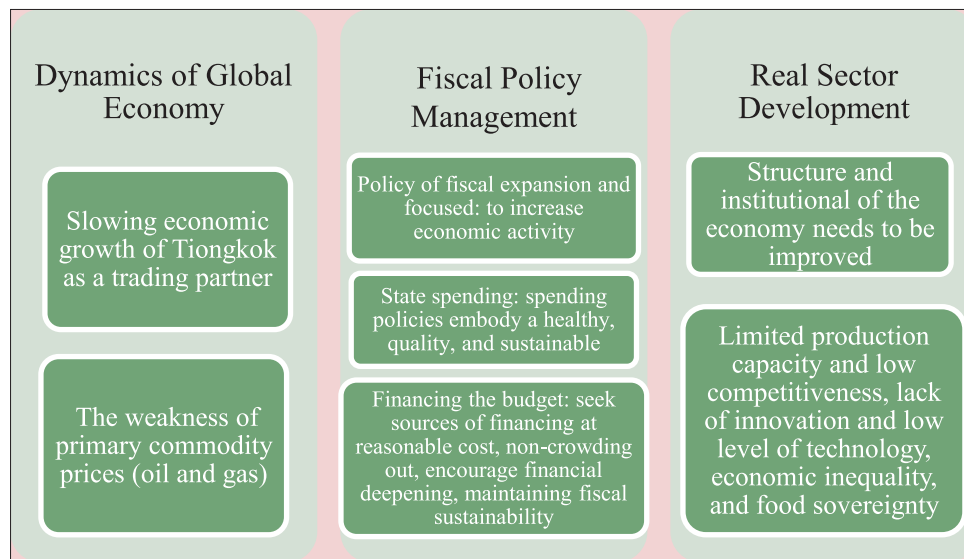 Dynamics of Global
Economy
Slowing economic
growth of Tiongkok
as a trading partner
The weakness of
primary commodity
prices (oil and gas)
Fiscal Policy
Management
Policy of fiscal expansion and
focused: to increase
economic activity
State spending: spending
policies embody a healthy,
quality, and sustainable
Financing the budget: seek
sources of financing at
reasonable cost, non-crowding
out, encourage financial
deepening, maintaining fiscal
sustainability
Real Sector
Development
Structure and
institutional of the
economy needs to be
improved
Limited production
capacity and low
competitiveness, lack
of innovation and low
level of technology,
economic inequality,
and food sovereignty